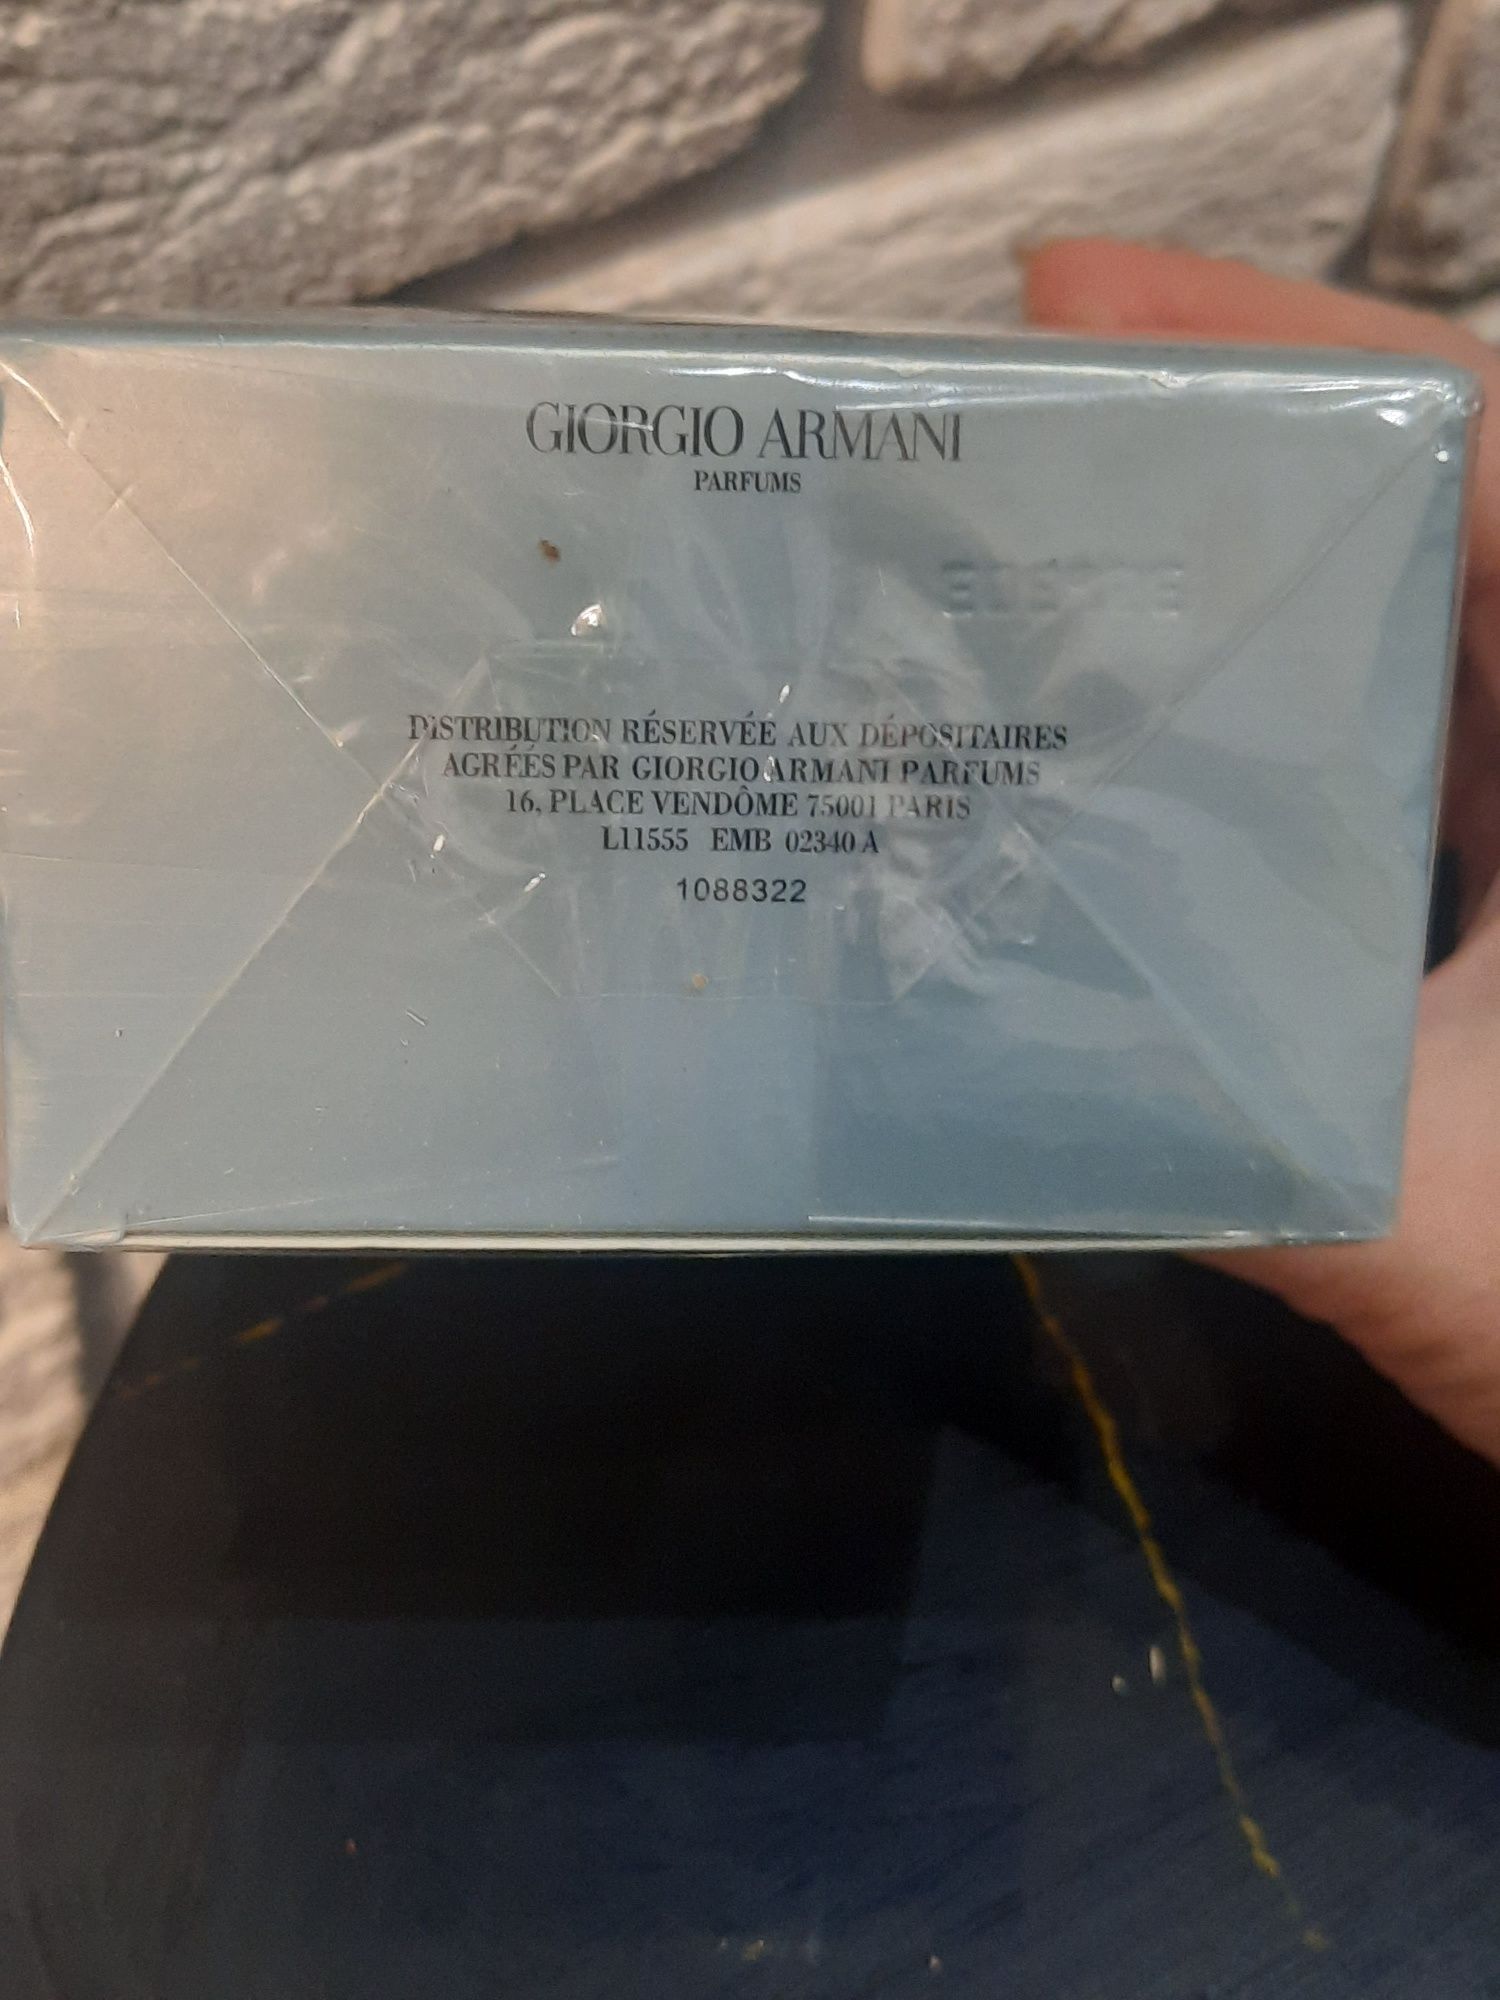 GIORGIO ARMANI
PARFUMS
DISTRIBUTION RÉSERVÉE AUX DÉPOSITAIRES
AGRÉÉS PAR GIORGIO ARMANI PARFUMS
16, PLACE VENDÔME 75001 PARIS
L11555 EMB 02340 A
1088322